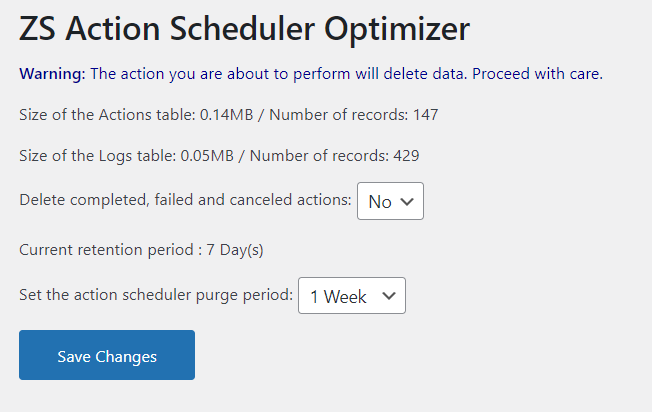 ZS Action Scheduler Optimizer
Warning: The action you are about to perform will delete data. Proceed with care.
Size of the Actions table: 0.14MB / Number of records: 147
Size of the Logs table: 0.05MB / Number of records: 429
Delete completed, failed and canceled actions: No
Current retention period : 7 Day(s)
Set the action scheduler purge period: 1 Week
Save Changes